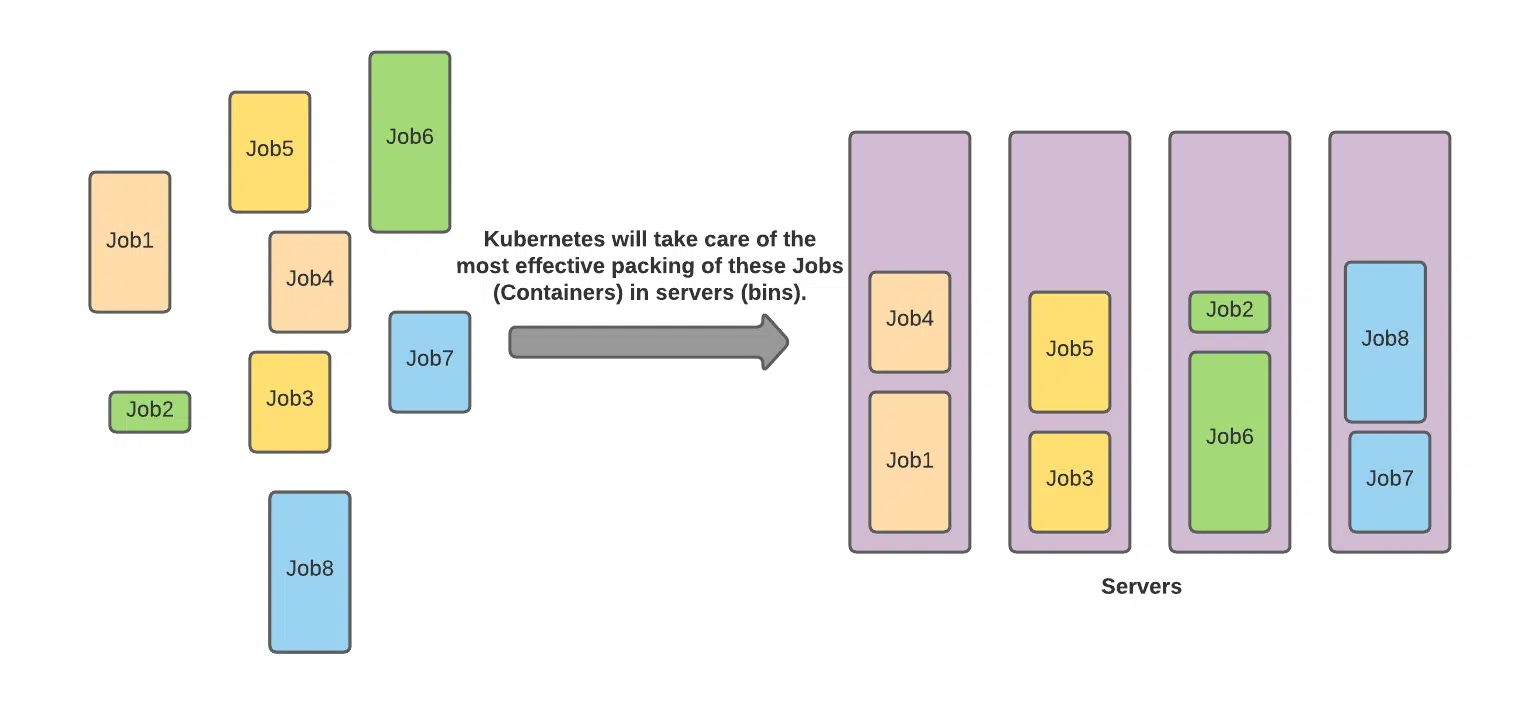 Job6
Job5
Job1
Job4
Job7
Job3
Job2
Job8
Kubernetes will take care of the
most effective packing of these Jobs
(Containers) in servers (bins).
Job4
Job1
Job5
Job3
Job2
Job6
Job8
Job7
Servers